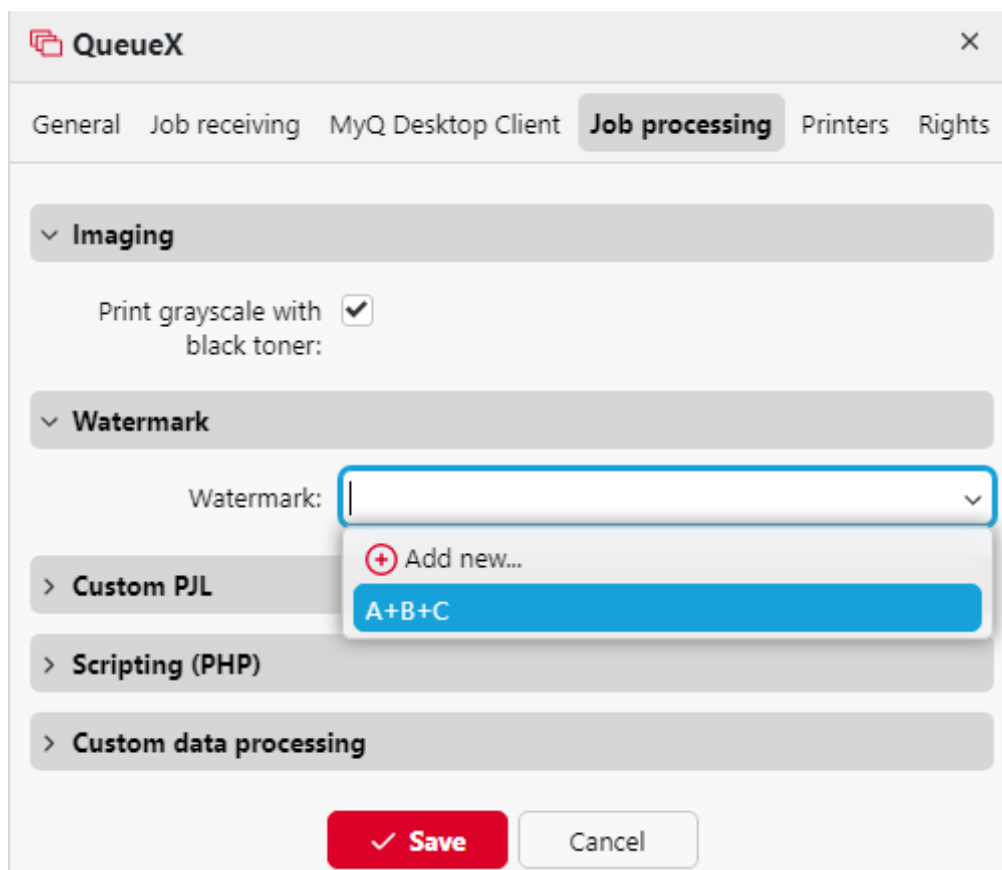 QueueX
General Job receiving MyQ Desktop Client Job processing Printers Rights
Imaging
Print grayscale with
black toner:
Watermark
Watermark:
Add new...
Custom PJL
A+B+C
Scripting (PHP)
Custom data processing
Save Cancel